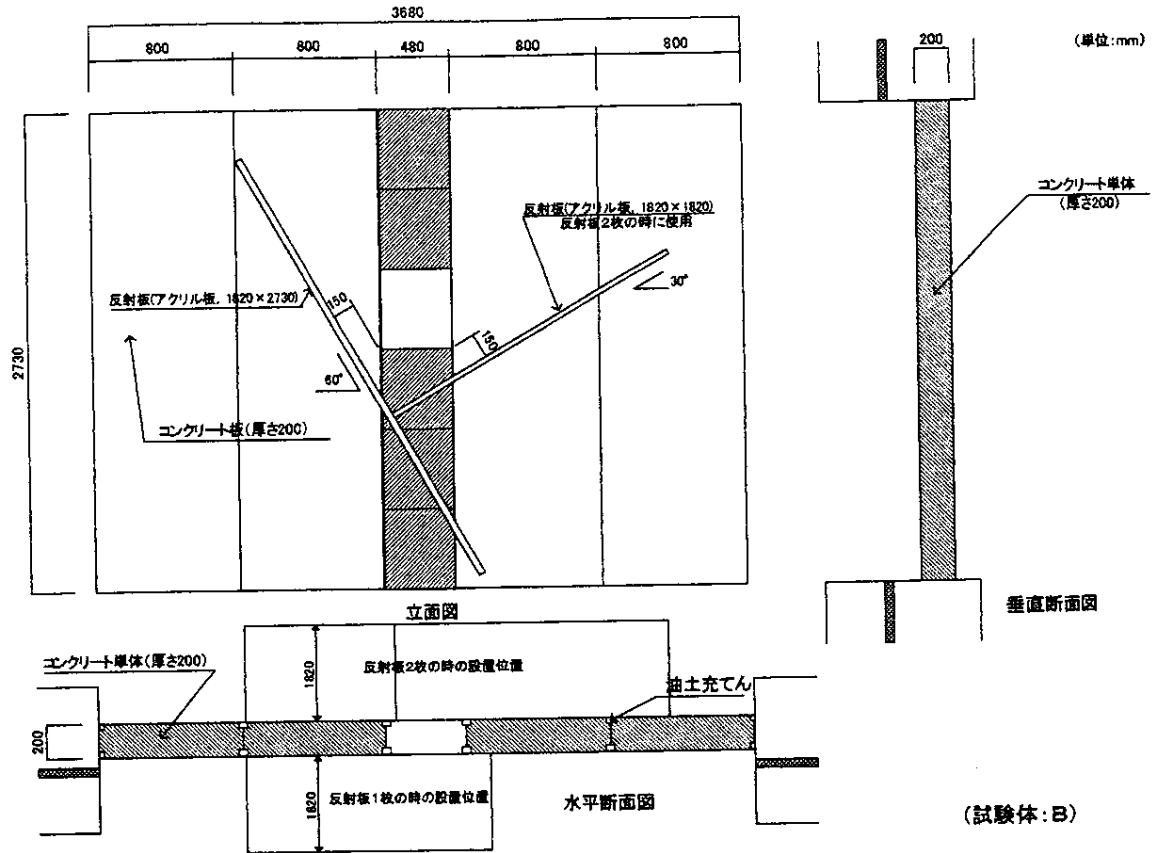 3680
800
800
480
800
800
200
(単位:mm)
コンクリート単体
(厚さ200)
反射板(アクリル板, 1820×1820)
反射板2枚の時に使用
30°
反射板(アクリル板, 1820×2730)
150
150
2730
60°
コンクリート板(厚さ200)
立面図
垂直断面図
コンクリート単体(厚さ200)
1820
反射板2枚の時の設置位置
油土充てん
200
1820
反射板1枚の時の設置位置
水平断面図
(試験体:B)